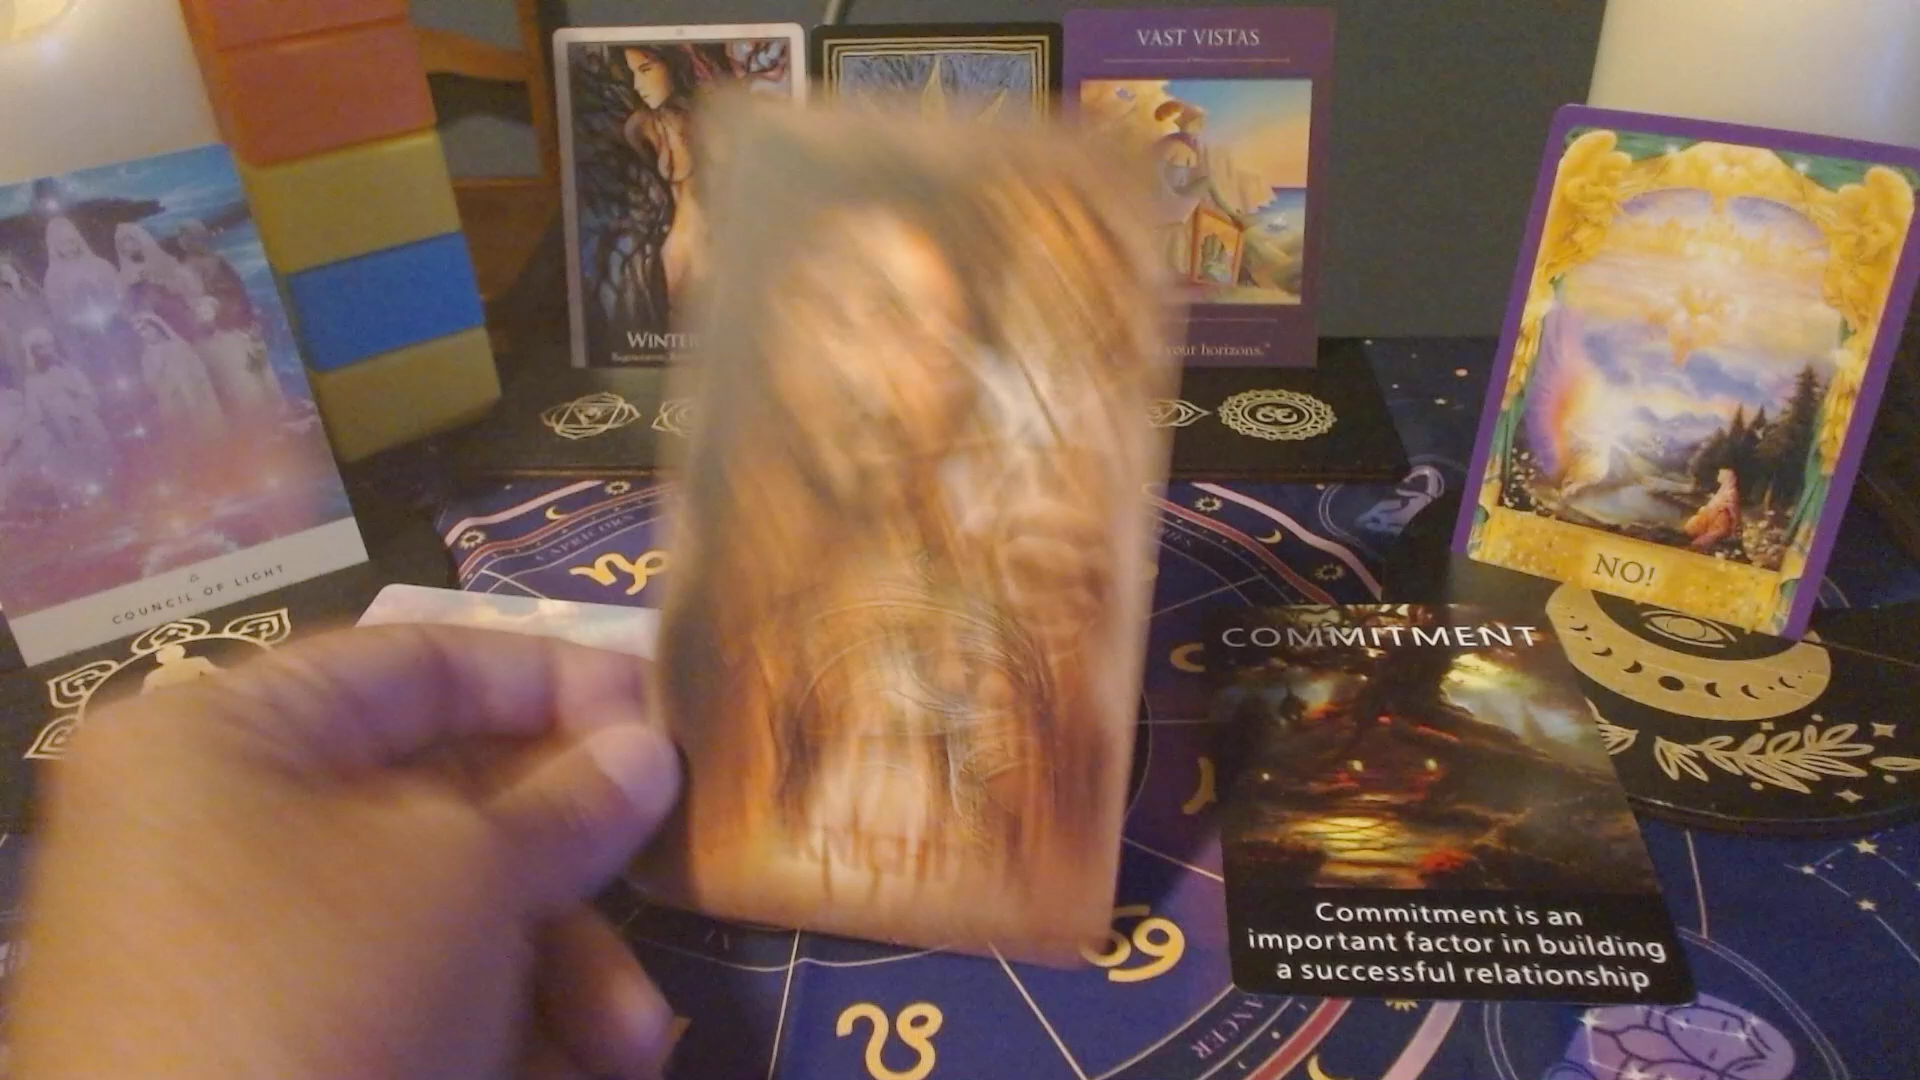 VAST VISTAS
WINTER
your horizons."
COUNCIL OF LIGHT
CAPRICORN
NO!
COMMITMENT
Commitment is an
important factor in building
a successful relationship
KNIGHT
CANCER